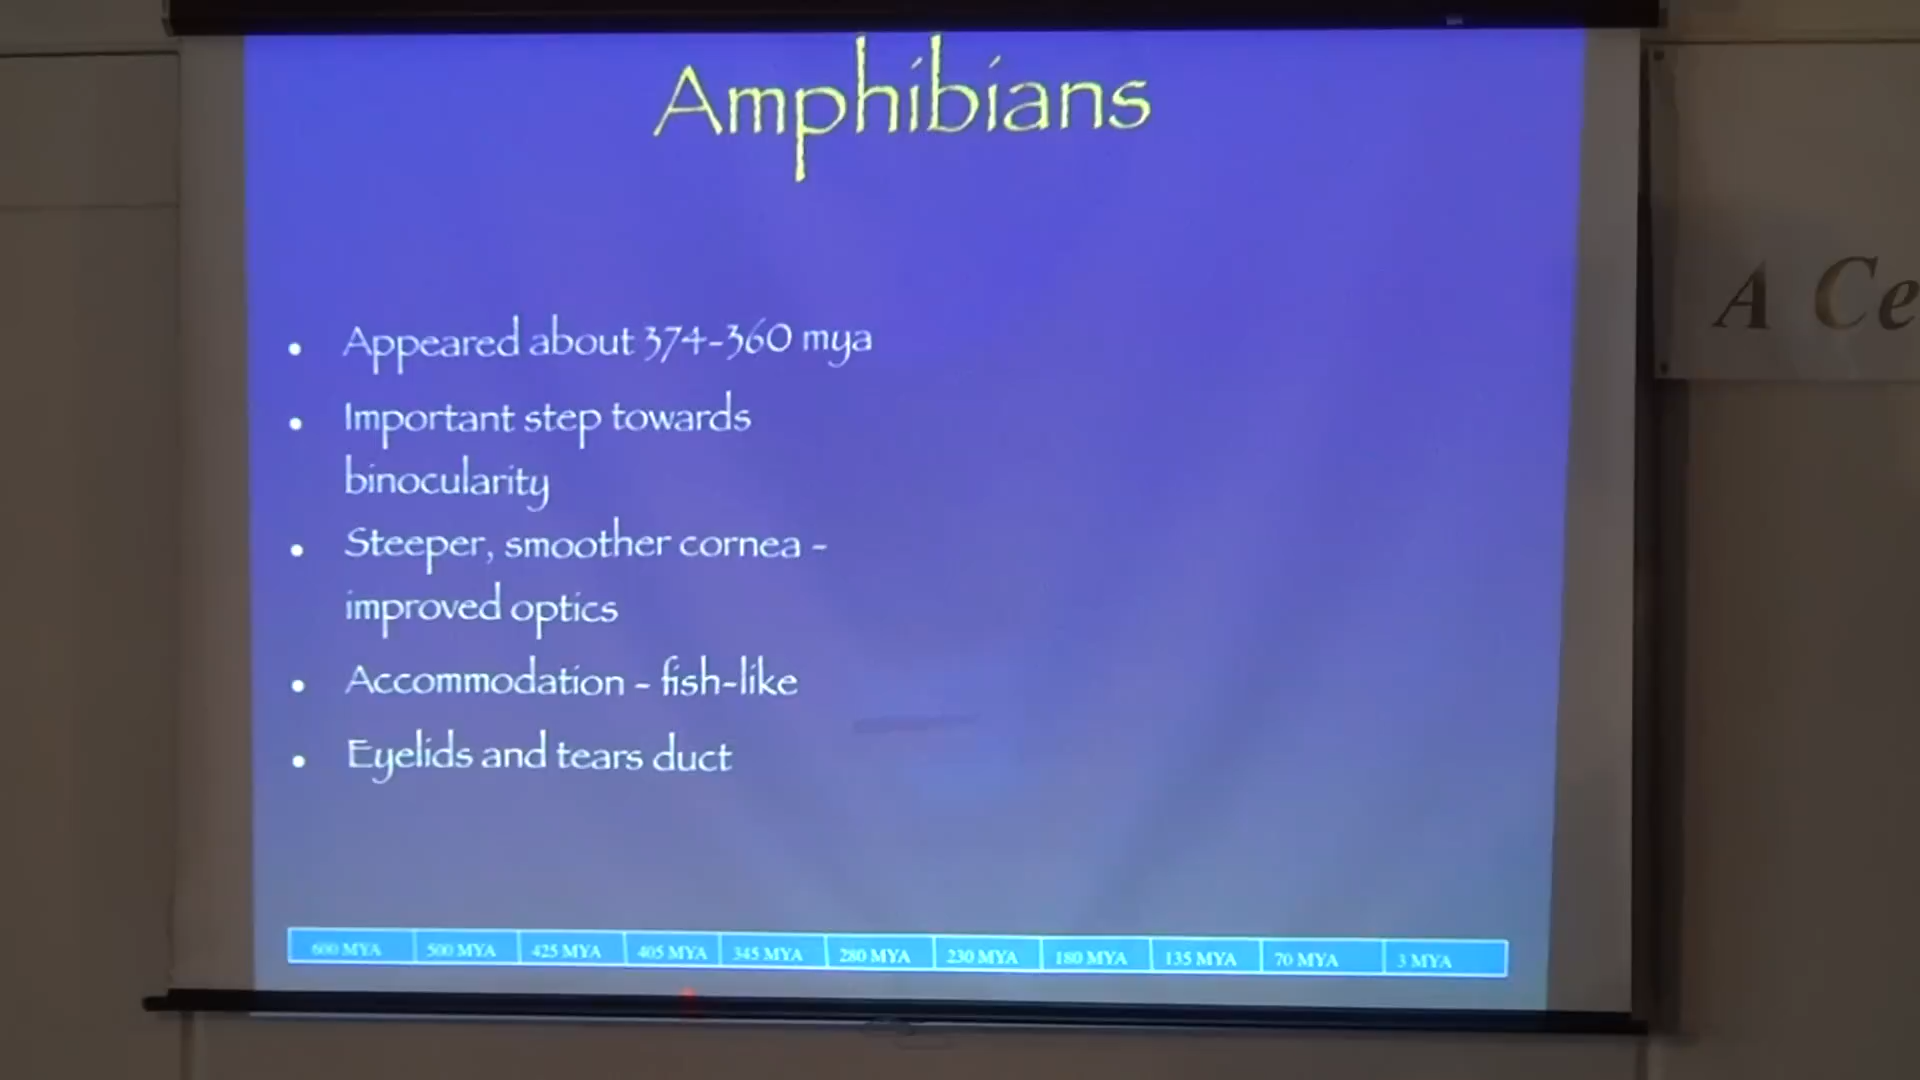 Amphibians
A Ce
• Appeared about 374-360 mya
• Important step towards
binocularity
• Steeper, smoother cornea -
improved optics
• Accommodation - fish-like
• Eyelids and tears duct
600 MYA 500 MYA 425 MYA 405 MYA 345 MYA 280 MYA 230 MYA 180 MYA 135 MYA 70 MYA 3 MYA